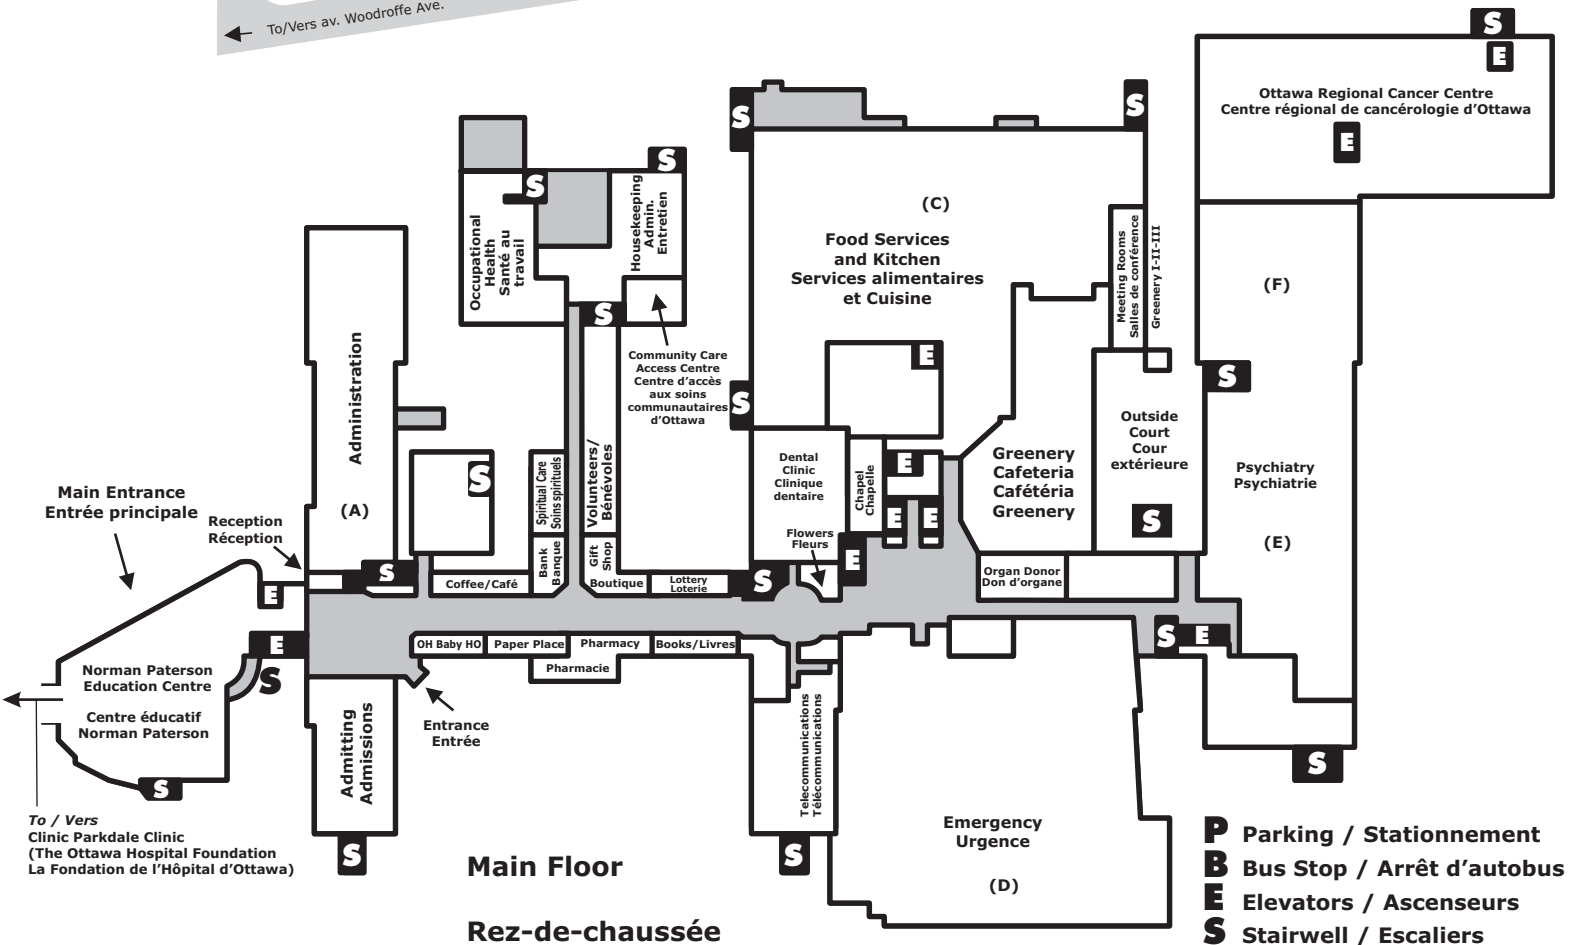 To/Vers av. Woodroffe Ave.
S
E
Ottawa Regional Cancer Centre
Centre régional de cancérologie d'Ottawa
E
S
S
S
S
Occupational
Health
Santé au
travail
Housekeeping
Admin.
Entretien
(C)
Food Services
and Kitchen
Services alimentaires
et Cuisine
Meeting Rooms
Salles de conférence
Greenery I-II-III
(F)
S
Community Care
Access Centre
Centre d'accès
aux soins
communautaires
d'Ottawa
S
E
S
Administration
(A)
S
Spiritual Care
Soins spirituels
Volunteers/
Bénévoles
Dental
Clinic
Clinique
dentaire
Chapel
Chapelle
E
E
E
Greenery
Cafeteria
Cafétéria
Greenery
Outside
Court
Cour
extérieure
S
Psychiatry
Psychiatrie
(E)
Main Entrance
Entrée principale
Reception
Réception
E
S
Coffee/Café
Bank
Banque
Gift
Shop
Boutique
Lottery
Loterie
S
Flowers
Fleurs
E
Organ Donor
Don d'organe
E
S
OH Baby HO
Paper Place
Pharmacy
Pharmacie
Books/Livres
S
E
Norman Paterson
Education Centre
Centre éducatif
Norman Paterson
S
Entrance
Entrée
Admitting
Admissions
S
Telecommunications
Télécommunications
S
Emergency
Urgence
(D)
S
To / Vers
Clinic Parkdale Clinic
(The Ottawa Hospital Foundation
La Fondation de l'Hôpital d'Ottawa)
Main Floor
Rez-de-chaussée
P Parking / Stationnement
B Bus Stop / Arrêt d'autobus
E Elevators / Ascenseurs
S Stairwell / Escaliers